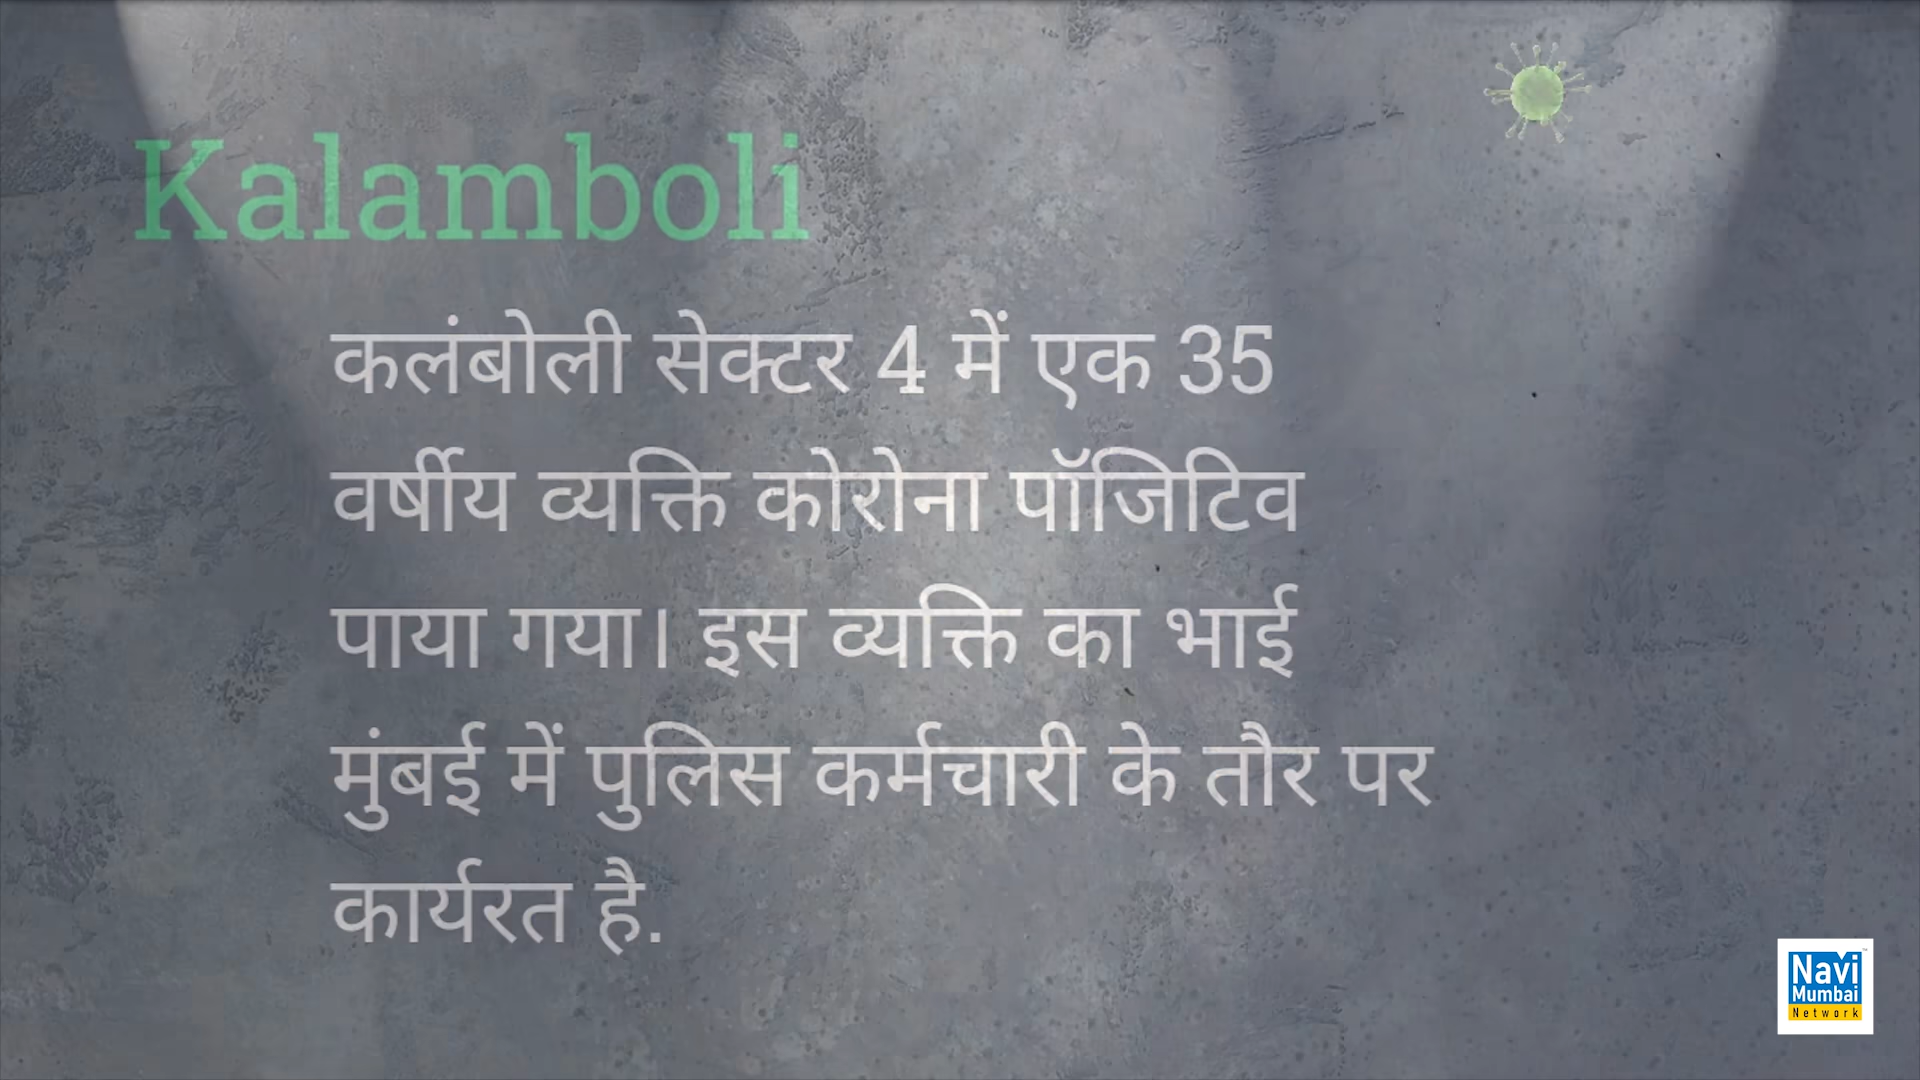 Kalamboli
कलंबोली सेक्टर 4 में एक 35
वर्षीय व्यक्ति कोरोना पॉजिटिव
पाया गया। इस व्यक्ति का भाई
मुंबई में पुलिस कर्मचारी के तौर पर
कार्यरत है.
Navi
Mumbai
Network